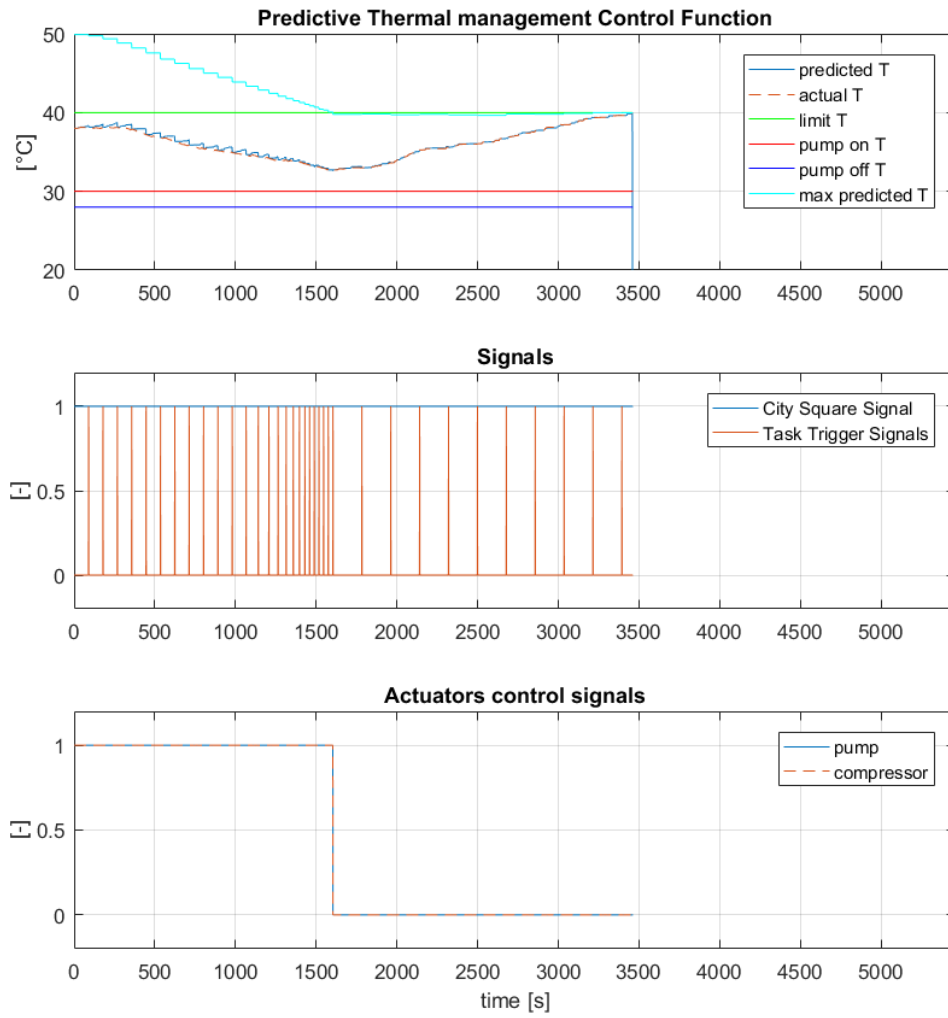 Predictive Thermal management Control Function
50
40
30
20
[°C]
predicted T
actual T
limit T
pump on T
pump off T
max predicted T
0 500 1000 1500 2000 2500 3000 3500 4000 4500 5000
Signals
1
0.5
0
[-]
City Square Signal
Task Trigger Signals
0 500 1000 1500 2000 2500 3000 3500 4000 4500 5000
Actuators control signals
1
0.5
0
[-]
pump
compressor
0 500 1000 1500 2000 2500 3000 3500 4000 4500 5000
time [s]